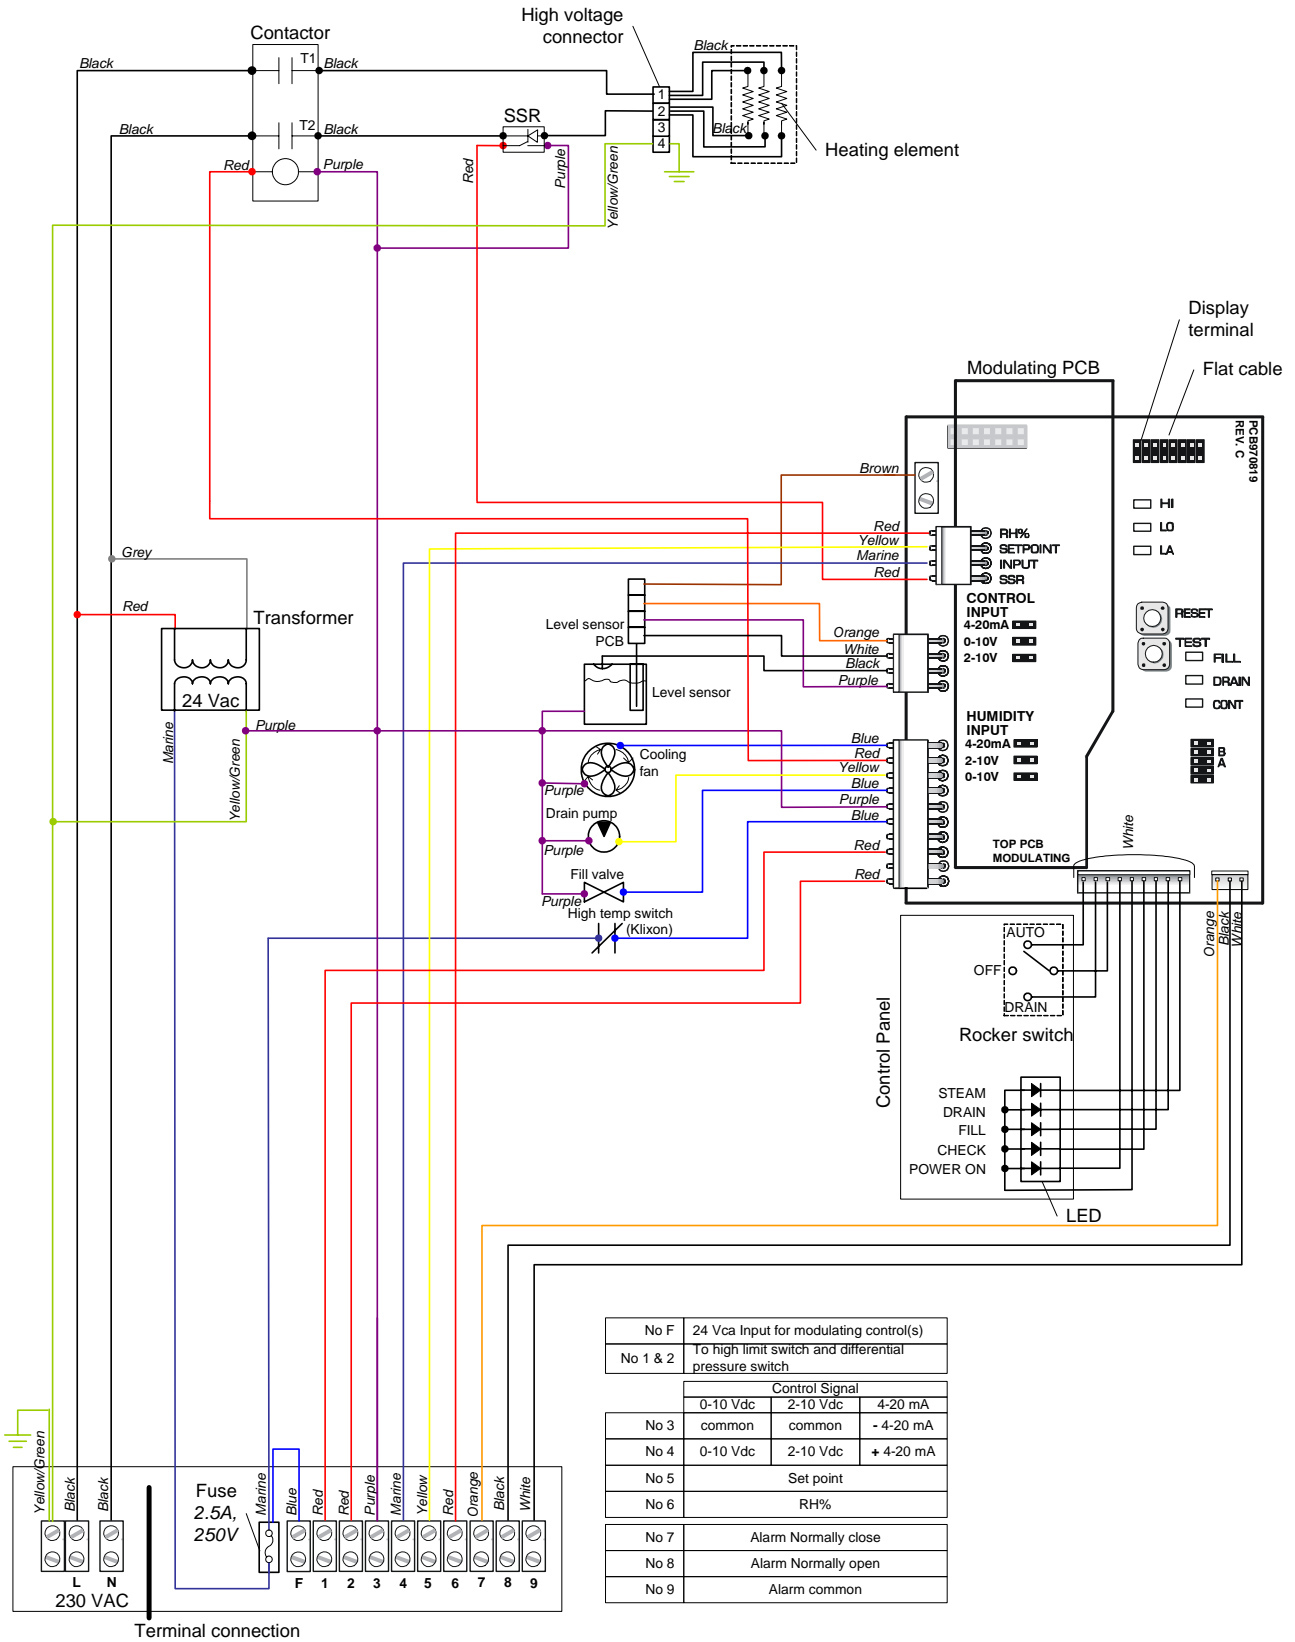 High voltage
connector
Contactor
Black
T1
Black
Black
Black
T2
Black
SSR
Black
1
2
3
4
Heating element
Red
Purple
Red
Purple
Yellow/Green
Display
terminal
Flat cable
Modulating PCB
PCB970819
REV. C
Brown
HI
LO
LA
Red
Yellow
Marine
Red
RH%
SETPOINT
INPUT
SSR
CONTROL
INPUT
4-20mA
0-10V
2-10V
RESET
TEST
FILL
DRAIN
CONT
Grey
Red
Transformer
24 Vac
Marine
Yellow/Green
Purple
Level sensor
PCB
Level sensor
Orange
White
Black
Purple
HUMIDITY
INPUT
4-20mA
2-10V
0-10V
B
A
Cooling
fan
Purple
Drain pump
Purple
Fill valve
Purple
High temp switch
(Klixon)
Blue
Red
Yellow
Blue
Purple
Blue
Red
Red
TOP PCB
MODULATING
White
Orange
Black
White
AUTO
OFF
DRAIN
Rocker switch
Control Panel
STEAM
DRAIN
FILL
CHECK
POWER ON
LED
No F 24 Vca Input for modulating control(s)
No 1 & 2 To high limit switch and differential
pressure switch
Control Signal
0-10 Vdc 2-10 Vdc 4-20 mA
No 3 common common - 4-20 mA
No 4 0-10 Vdc 2-10 Vdc + 4-20 mA
No 5 Set point
No 6 RH%
No 7 Alarm Normally close
No 8 Alarm Normally open
No 9 Alarm common
Yellow/Green
Black
Black
Fuse
2.5A,
250V
Marine
Blue
Red
Red
Purple
Marine
Yellow
Red
Orange
Black
White
L N
230 VAC
F 1 2 3 4 5 6 7 8 9
Terminal connection